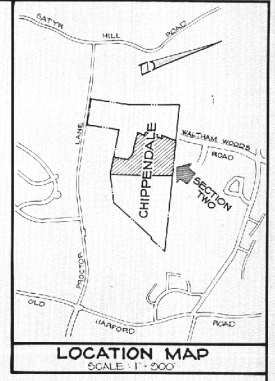 SATYR HILL ROAD
PROCTOR LANE
CHIPPENDALE
WALTHAM WOODS
ROAD
SECTION
TWO
OLD HARFORD ROAD
LOCATION MAP
SCALE : 1" - 500'